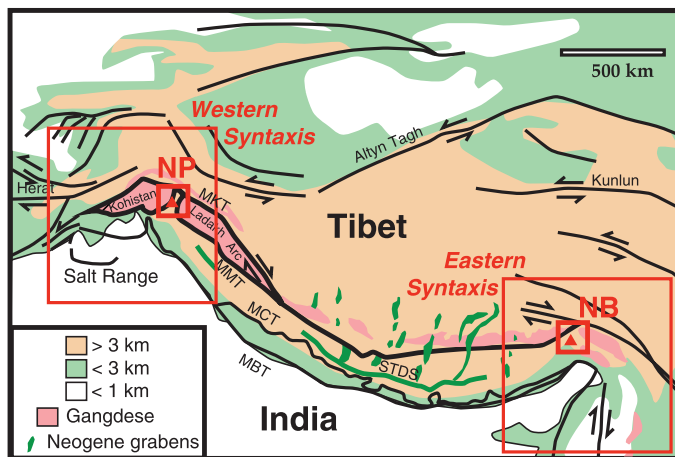 500 km
Western
Syntaxis
Altyn Tagh
NP
Herat
Kohistan
MKT
Kunlun
Ladakh Arc
Tibet
Salt Range
MMT
Eastern
Syntaxis
MCT
NB
> 3 km
< 3 km
< 1 km
Gangdese
Neogene grabens
MBT
STDS
India